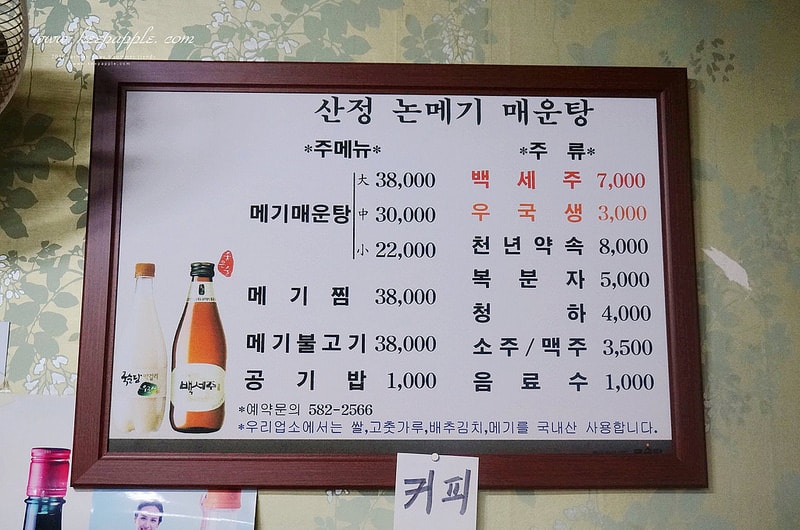 www.keepapple.com
산정 논메기 매운탕
*주메뉴*
메기매운탕 大 38,000
中 30,000
小 22,000
메기찜 38,000
메기불고기 38,000
공기밥 1,000
*주류*
백세주 7,000
우국생 3,000
천년약속 8,000
복분자 5,000
청하 4,000
소주/맥주 3,500
음료수 1,000
백세주
*예약문의 582-2566
*우리업소에서는 쌀,고춧가루,배추김치,메기를 국내산 사용합니다.
커피